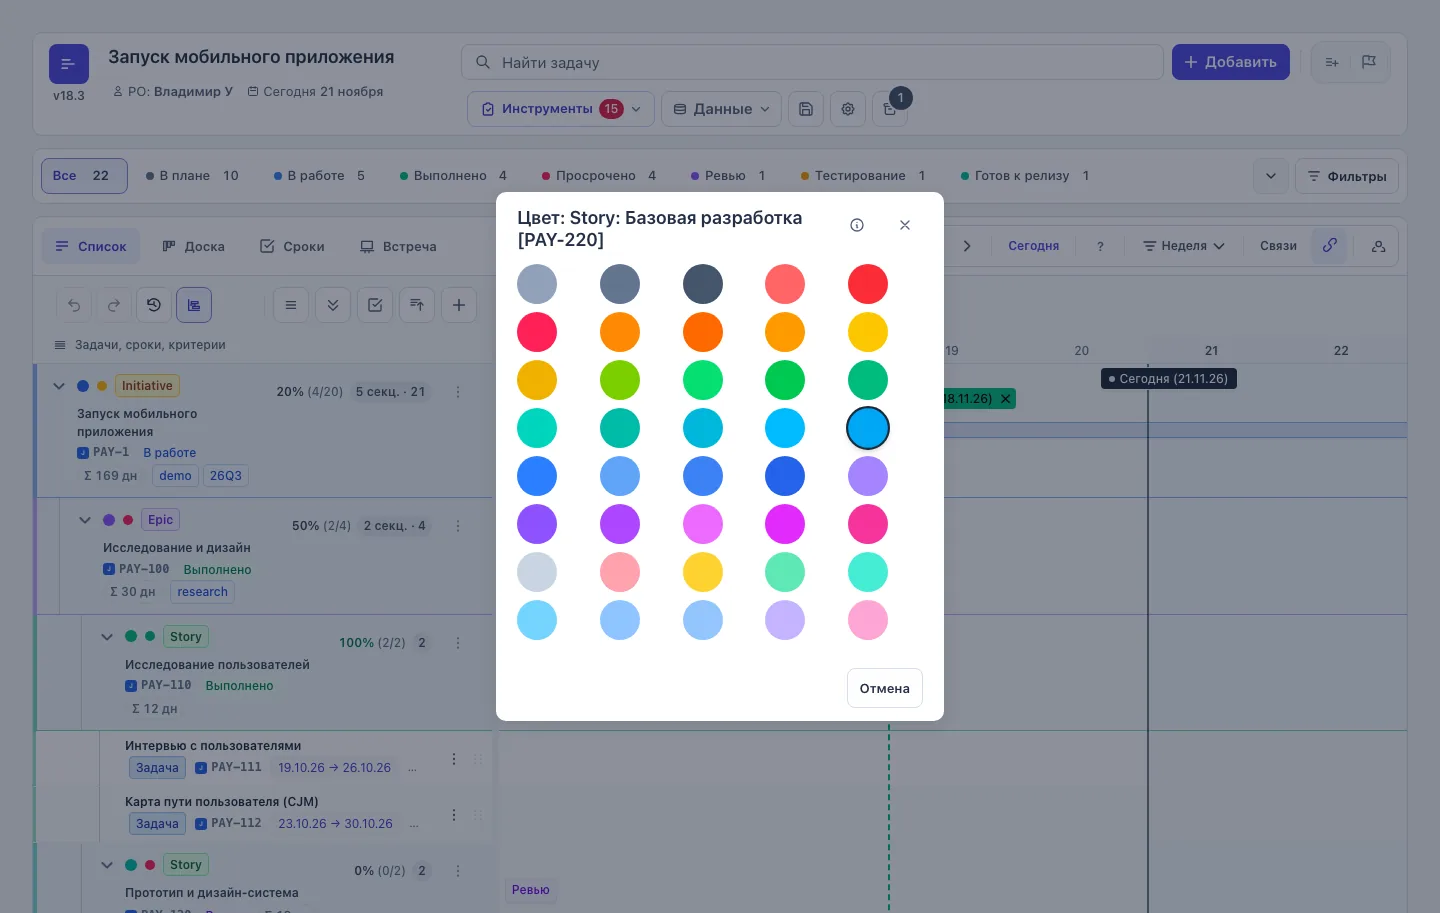 Запуск мобильного приложения
v18.3
PO: Владимир У
Сегодня 21 ноября
Найти задачу
Добавить
Инструменты 15
Данные
1
Все 22
В плане 10
В работе 5
Выполнено 4
Просрочено 4
Ревью 1
Тестирование 1
Готов к релизу 1
Фильтры
Список
Доска
Сроки
Встреча
Сегодня
?
Неделя
Связи
Задачи, сроки, критерии
19
20
21
22
Сегодня (21.11.26)
18.11.26)
Initiative
20% (4/20)
5 секц. · 21
Запуск мобильного
приложения
PAY-1 В работе
Σ 169 дн demo 26Q3
Epic
50% (2/4)
2 секц. · 4
Исследование и дизайн
PAY-100 Выполнено
Σ 30 дн research
Story
100% (2/2) 2
Исследование пользователей
PAY-110 Выполнено
Σ 12 дн
Интервью с пользователями
Задача PAY-111 19.10.26 → 26.10.26 ...
Карта пути пользователя (CJM)
Задача PAY-112 23.10.26 → 30.10.26 ...
Story
0% (0/2) 2
Прототип и дизайн-система
Ревью
Цвет: Story: Базовая разработка
[PAY-220]
Отмена